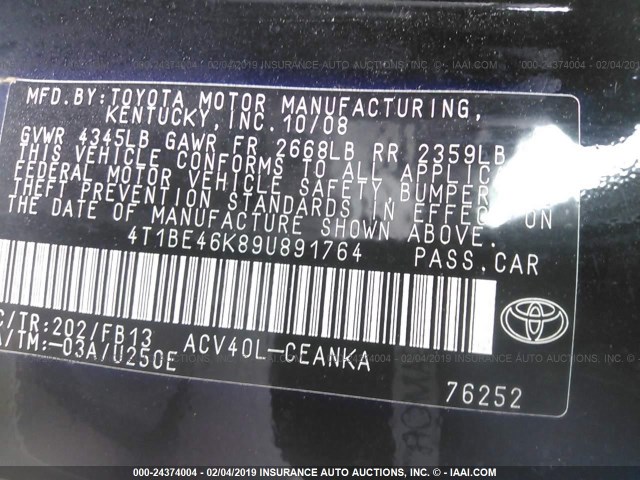 MFD.BY:TOYOTA MOTOR MANUFACTURING,
KENTUCKY, INC. 10/08
GVWR 4345LB GAWR FR 2668LB RR 2359LB
THIS VEHICLE CONFORMS TO ALL APPLICA
FEDERAL MOTOR VEHICLE SAFETY, BUMPER,
THEFT PREVENTION STANDARDS IN EFFECT ON
THE DATE OF MANUFACTURE SHOWN ABOVE.
4T1BE46K89U891764 PASS.CAR
C/TR:202/FB13 ACV40L-CEANKA
A/TM:-03A/U250E
76252
000-24374004 - 02/04/2019 INSURANCE AUTO AUCTIONS - © - IAAI.COM